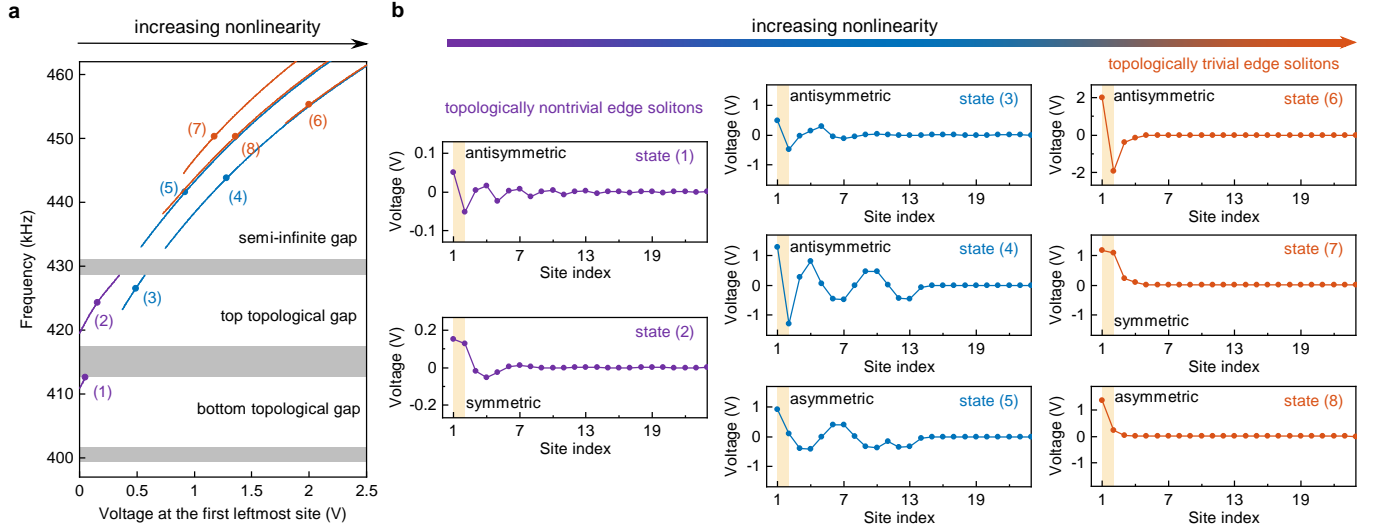 a
increasing nonlinearity
460
450
440
430
420
410
400
Frequency (kHz)
(7)
(6)
(8)
(5)
(4)
semi-infinite gap
(3)
(2)
top topological gap
(1)
bottom topological gap
0
0.5
1
1.5
2
2.5
Voltage at the first leftmost site (V)
b
increasing nonlinearity
topologically trivial edge solitons
topologically nontrivial edge solitons
antisymmetric
state (1)
0.1
0
-0.1
Voltage (V)
1
7
13
19
Site index
symmetric
state (2)
0.2
0
-0.2
Voltage (V)
1
7
13
19
Site index
antisymmetric
state (3)
1
0
-1
Voltage (V)
1
7
13
19
Site index
antisymmetric
state (4)
1
0
-1
Voltage (V)
1
7
13
19
Site index
asymmetric
state (5)
1
0
-1
Voltage (V)
1
7
13
19
Site index
antisymmetric
state (6)
2
0
-2
Voltage (V)
1
7
13
19
Site index
state (7)
symmetric
1
0
-1
Voltage (V)
1
7
13
19
Site index
asymmetric
state (8)
1
0
-1
Voltage (V)
1
7
13
19
Site index